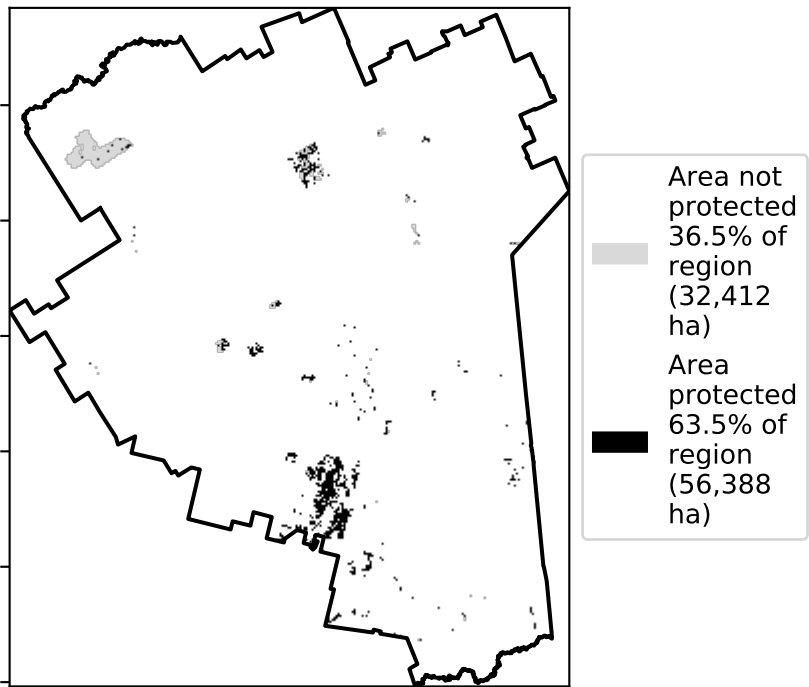 Area not
protected
36.5% of
region
(32,412
ha)
Area
protected
63.5% of
region
(56,388
ha)